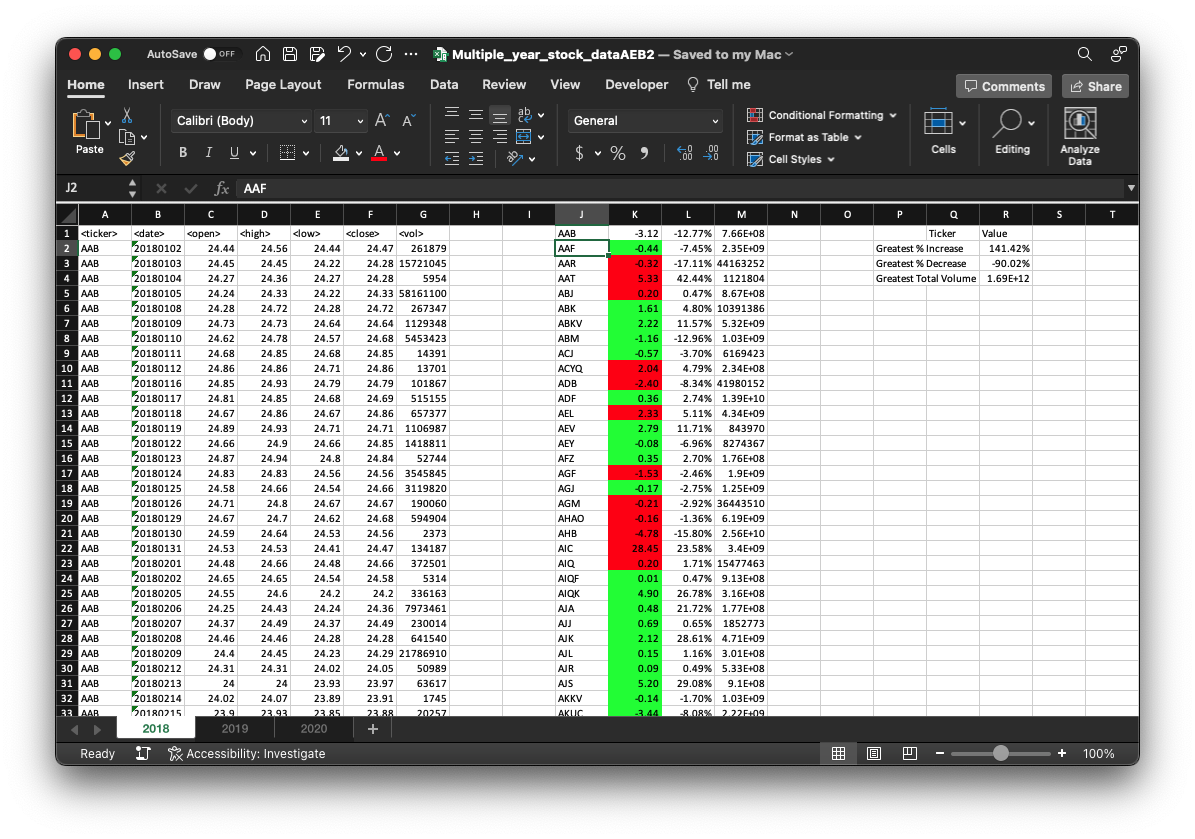 AutoSave OFF ... Multiple_year_stock_dataAEB2 — Saved to my Mac
Home Insert Draw Page Layout Formulas Data Review View Developer Tell me Comments Share
Paste Calibri (Body) 11 A^ A˅ B I U A ab General $ % 9 Conditional Formatting Format as Table Cell Styles Cells Editing Analyze Data
J2 fx AAF
A B C D E F G H I J K L M N O P Q R S T
1 <ticker> <date> <open> <high> <low> <close> <vol> AAB -3.12 -12.77% 7.66E+08 Ticker Value
2 AAB 20180102 24.44 24.56 24.44 24.47 261879 AAF -0.44 -7.45% 2.35E+09 Greatest % Increase 141.42%
3 AAB 20180103 24.45 24.45 24.22 24.28 15721045 AAR -0.32 -17.11% 44163252 Greatest % Decrease -90.02%
4 AAB 20180104 24.27 24.36 24.27 24.28 5954 AAT 5.33 42.44% 1121804 Greatest Total Volume 1.69E+12
5 AAB 20180105 24.24 24.33 22.22 24.33 58161100 ABJ 0.20 0.47% 8.67E+08
6 AAB 20180108 24.28 24.72 24.28 24.72 267347 ABK 1.61 4.80% 10391386
7 AAB 20180109 24.73 24.73 24.64 24.64 1129348 ABKV 2.22 11.57% 5.32E+09
8 AAB 20180110 24.62 24.78 24.57 24.68 5453423 ABM -1.16 -12.96% 1.03E+09
9 AAB 20180111 24.68 24.85 24.68 24.85 14391 ACJ -0.57 -3.70% 6169423
10 AAB 20180112 24.86 24.86 24.71 24.86 13701 ACYQ 2.04 4.79% 2.34E+08
11 AAB 20180116 24.85 24.93 24.79 24.79 101867 ADB -2.40 -8.34% 41980152
12 AAB 20180117 24.81 24.85 24.68 24.69 515155 ADF 0.36 2.74% 1.39E+10
13 AAB 20180118 24.67 24.86 24.67 24.86 657377 AEL 2.33 5.11% 4.34E+09
14 AAB 20180119 24.89 24.93 24.71 24.71 1106987 AEV 2.79 11.71% 843970
15 AAB 20180122 24.66 24.9 24.66 24.85 1418811 AEY -0.08 -6.96% 8274367
16 AAB 20180123 24.87 24.94 24.8 24.84 52744 AFZ 0.35 2.70% 1.76E+08
17 AAB 20180124 24.83 24.83 24.56 24.56 3545845 AGF -1.53 -2.46% 1.9E+09
18 AAB 20180125 24.58 24.66 24.54 24.66 3119820 AGJ -0.17 -2.75% 1.25E+09
19 AAB 20180126 24.71 24.8 24.67 24.67 190060 AGM -0.21 -2.92% 36443510
20 AAB 20180129 24.67 24.7 24.62 24.68 594904 AHAO -0.16 -1.36% 6.19E+09
21 AAB 20180130 24.59 24.64 24.53 24.56 2373 AHB -4.78 -15.80% 2.56E+10
22 AAB 20180131 24.53 24.53 24.41 24.47 134187 AIC 28.45 23.58% 3.4E+09
23 AAB 20180201 24.48 24.66 24.48 24.66 372501 AIQ 0.20 1.71% 15477463
24 AAB 20180202 24.65 24.65 24.54 24.58 5314 AIQF 0.01 0.47% 9.13E+08
25 AAB 20180205 24.55 24.6 24.2 24.2 336163 AIQK 4.90 26.78% 3.16E+08
26 AAB 20180206 24.25 24.43 24.24 24.36 7973461 AJA 0.48 21.72% 1.77E+08
27 AAB 20180207 24.37 24.49 24.37 24.49 230014 AJJ 0.69 0.65% 1852773
28 AAB 20180208 24.46 24.46 24.28 24.28 641540 AJK 2.12 28.61% 4.71E+09
29 AAB 20180209 24.4 24.45 24.23 24.29 21786910 AJL 0.15 1.16% 3.01E+08
30 AAB 20180212 24.31 24.31 24.02 24.05 50989 AJR 0.09 0.49% 5.33E+08
31 AAB 20180213 24 24 23.93 23.97 63617 AJS 5.20 29.08% 9.1E+08
32 AAB 20180214 24.02 24.07 23.89 23.91 1745 AKKV -0.14 -1.70% 1.03E+09
33 AAB 20180215 23.9 23.93 23.85 23.88 20257 AKUC -3.44 -8.08% 2.22E+09
2018 2019 2020 +
Ready Accessibility: Investigate − + 100%